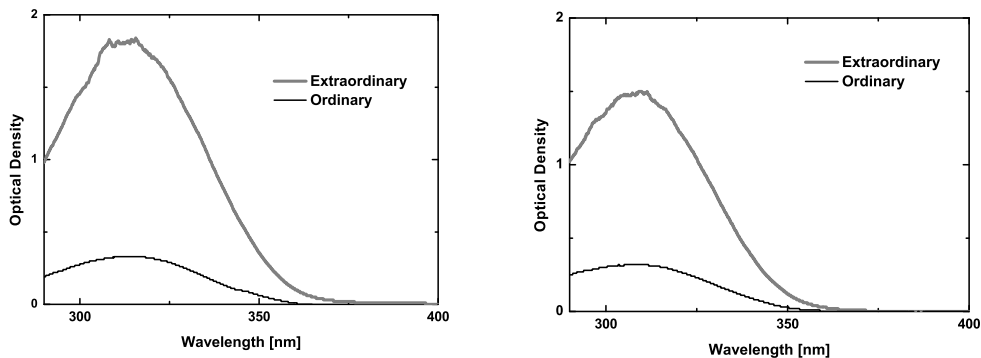 2
1
0
300
350
400
Optical Density
Wavelength [nm]
Extraordinary
Ordinary
2
1
0
300
350
400
Optical Density
Wavelength [nm]
Extraordinary
Ordinary